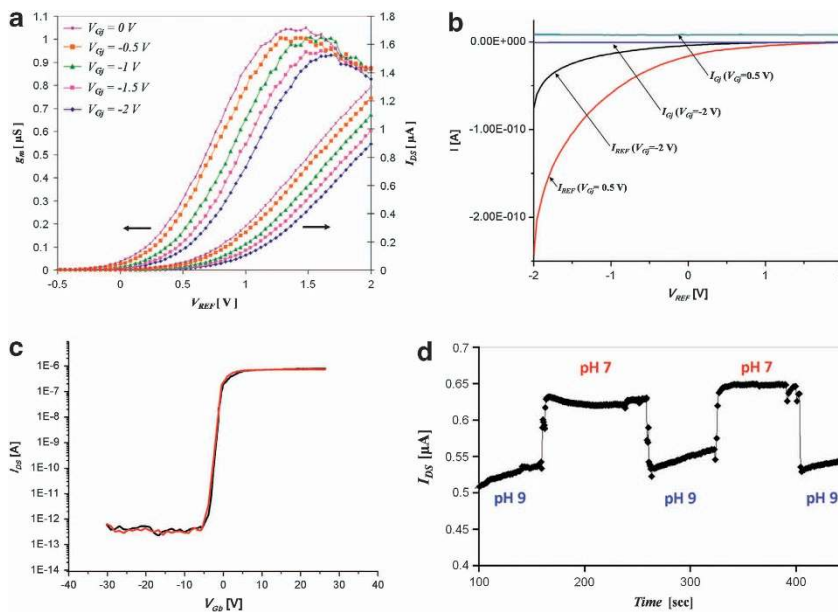 a
V_Gj = 0 V
V_Gj = -0.5 V
V_Gj = -1 V
V_Gj = -1.5 V
V_Gj = -2 V
1.1
1
0.9
0.8
0.7
0.6
0.5
0.4
0.3
0.2
0.1
0
g_m [µS]
1.8
1.6
1.4
1.2
1
0.8
0.6
0.4
0.2
0
I_DS [µA]
-0.5 0 0.5 1 1.5 2
V_REF [V]
b
0.00E+000
-1.00E-010
-2.00E-010
I [A]
I_Gj (V_Gj=0.5 V)
I_Gj (V_Gj=-2 V)
I_REF (V_Gj=-2 V)
I_REF (V_Gj= 0.5 V)
-2 -1 0 1
V_REF [V]
c
1E-6
1E-7
1E-8
1E-9
1E-10
1E-11
1E-12
1E-13
1E-14
I_DS [A]
-40 -30 -20 -10 0 10 20 30 40
V_Gb [V]
d
0.67
0.65
0.6
0.55
0.5
0.45
0.4
I_DS [µA]
pH 7
pH 7
pH 9
pH 9
pH 9
100 200 300 400
Time [sec]